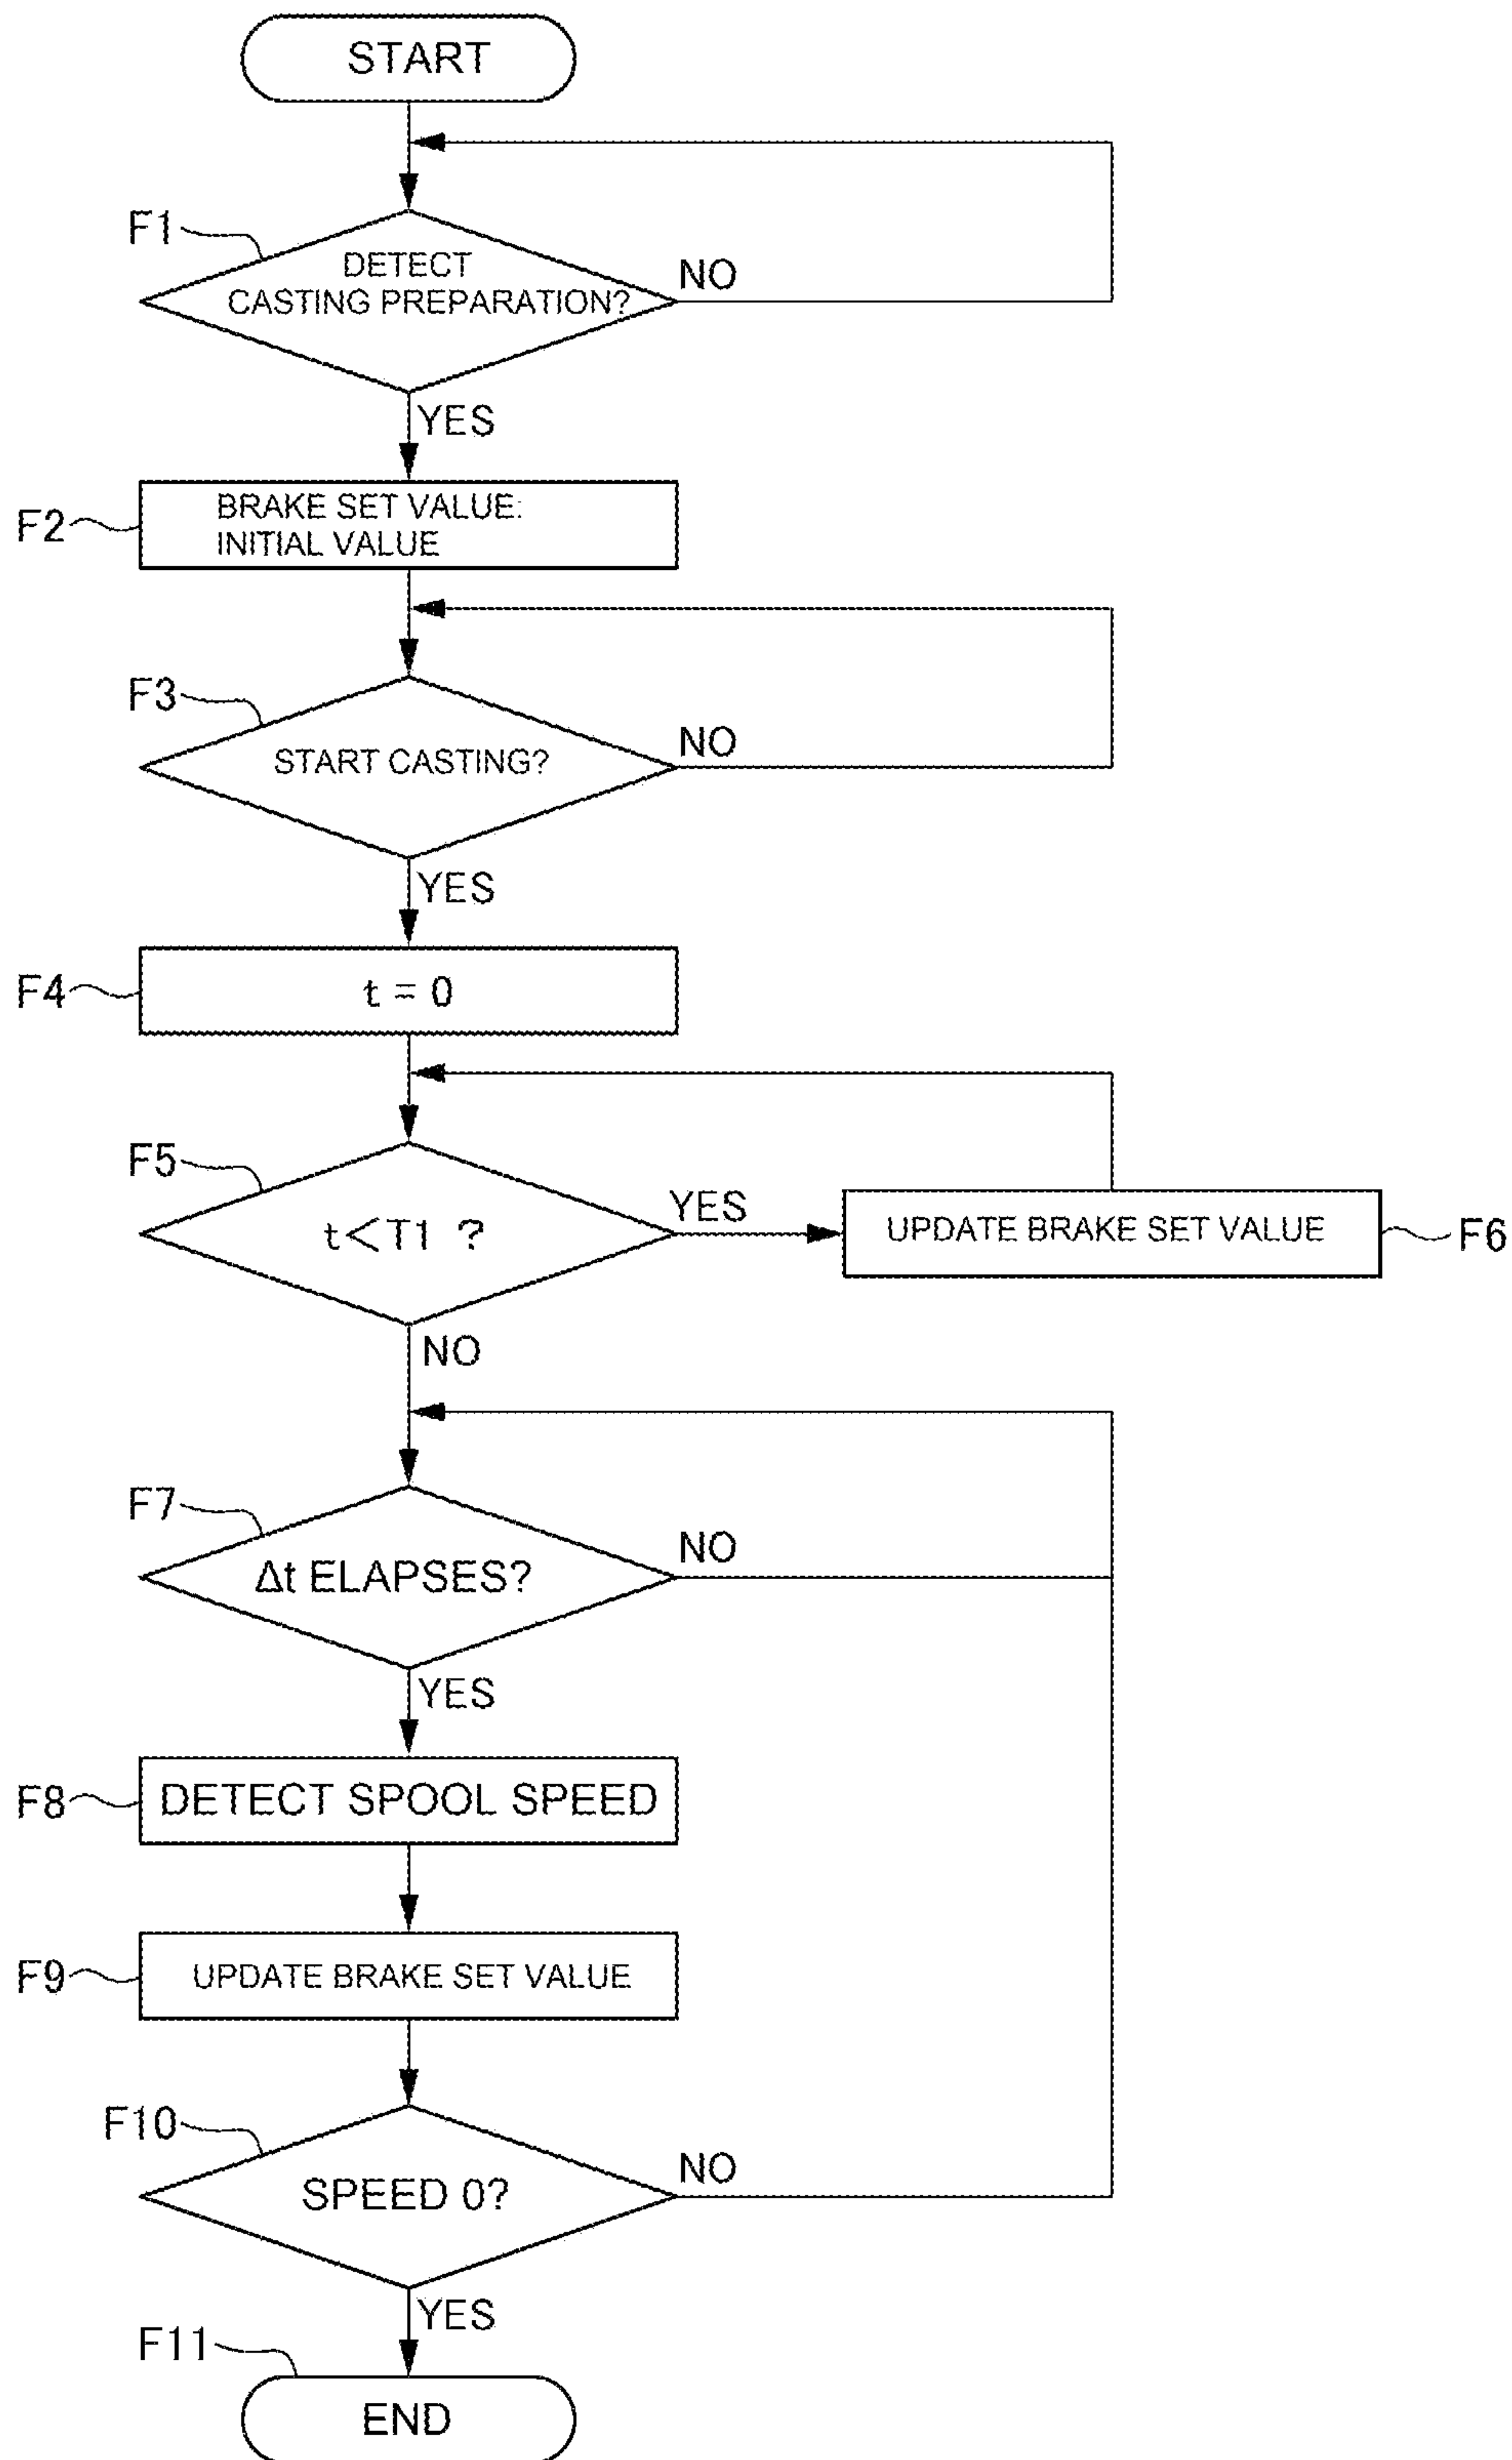 START
F1
DETECT
CASTING PREPARATION?
NO
YES
F2
BRAKE SET VALUE:
INITIAL VALUE
F3
START CASTING?
NO
YES
F4
t = 0
F5
t<T1 ?
YES
UPDATE BRAKE SET VALUE
F6
NO
F7
Δt ELAPSES?
NO
YES
F8
DETECT SPOOL SPEED
F9
UPDATE BRAKE SET VALUE
F10
SPEED 0?
NO
YES
F11
END